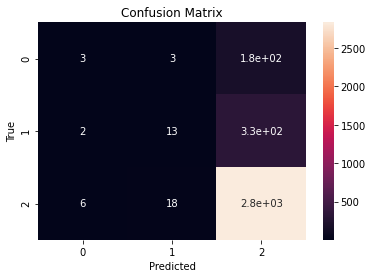 Confusion Matrix
0 3 3 1.8e+02
1 2 13 3.3e+02
2 6 18 2.8e+03
0 1 2
True
Predicted
2500
2000
1500
1000
500